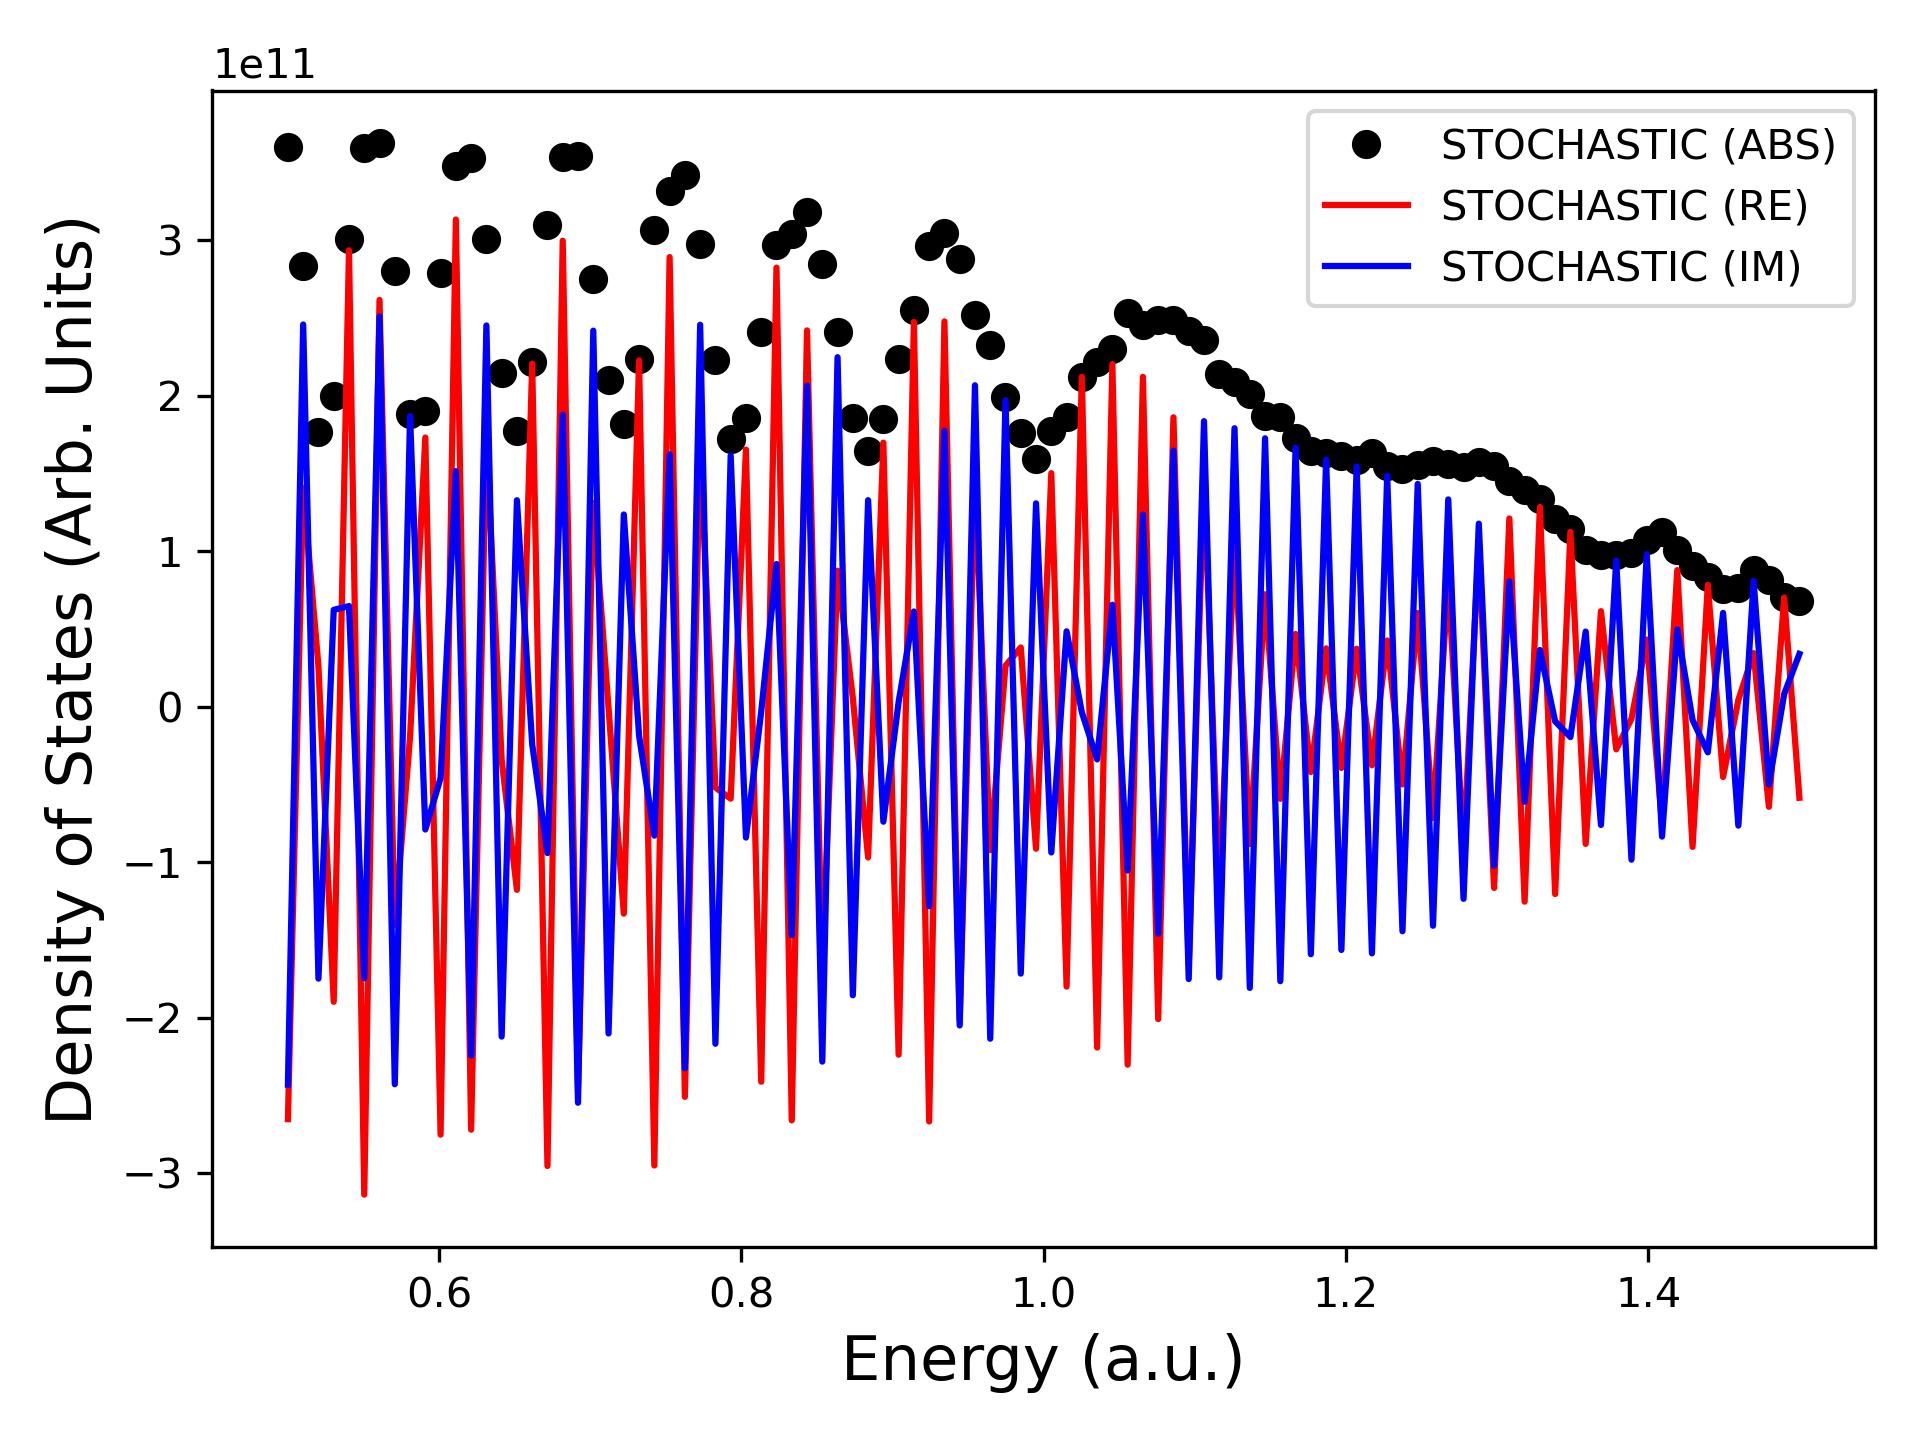 1e11
STOCHASTIC (ABS)
STOCHASTIC (RE)
STOCHASTIC (IM)
Density of States (Arb. Units)
3
2
1
0
−1
−2
−3
0.6 0.8 1.0 1.2 1.4
Energy (a.u.)